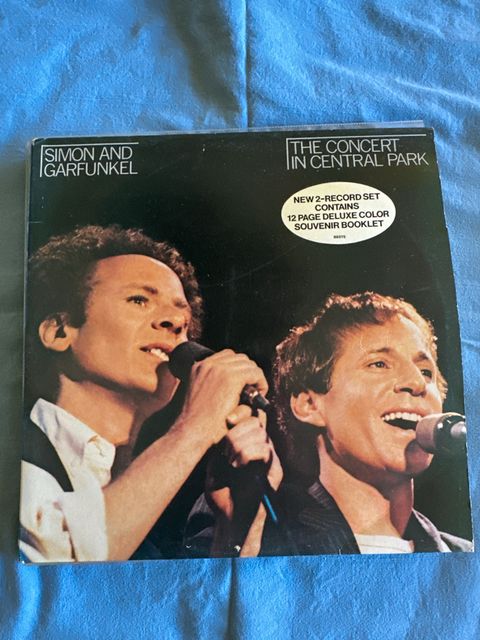 SIMON AND
GARFUNKEL
THE CONCERT
IN CENTRAL PARK
NEW 2-RECORD SET
CONTAINS
12 PAGE DELUXE COLOR
SOUVENIR BOOKLET